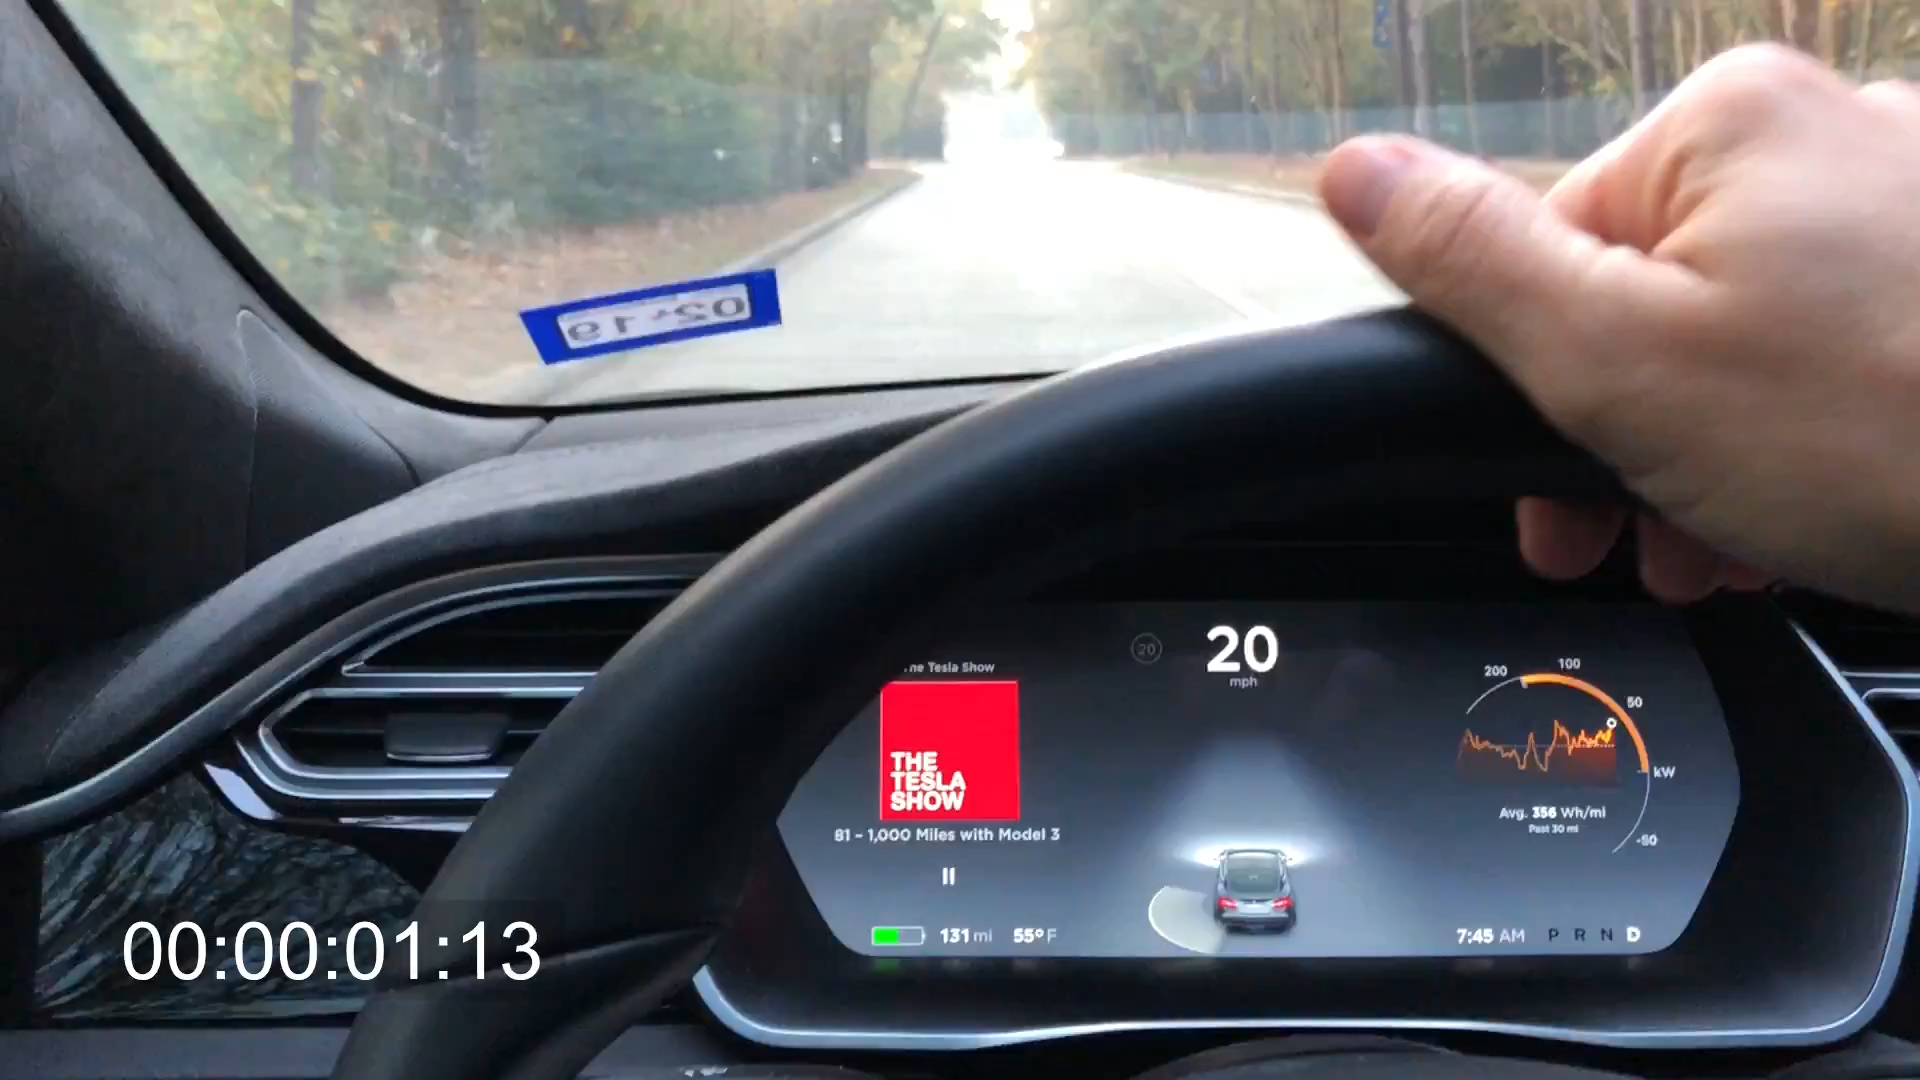 02 19
.ne Tesla Show
THE
TESLA
SHOW
81 - 1,000 Miles with Model 3
20
20
mph
200
100
50
kW
-50
Avg. 356 Wh/mi
Past 30 mi
131 mi
55° F
7:45 AM
P R N D
00:00:01:13